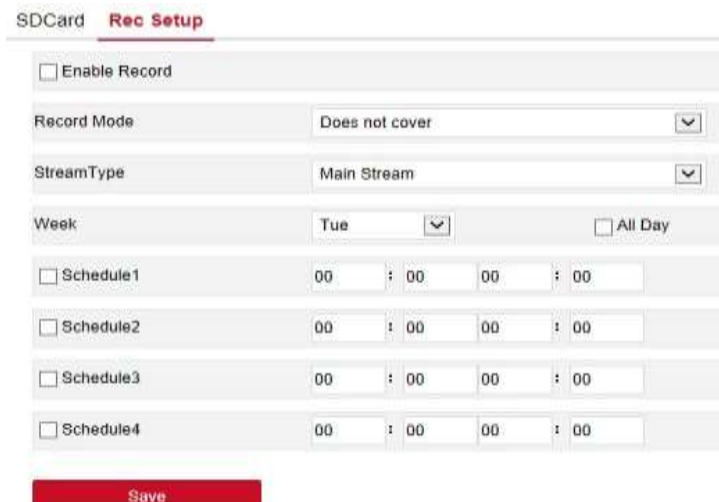 SDCard Rec Setup
Enable Record
Record Mode Does not cover
StreamType Main Stream
Week Tue All Day
Schedule1 00 : 00 00 : 00
Schedule2 00 : 00 00 : 00
Schedule3 00 : 00 00 : 00
Schedule4 00 : 00 00 : 00
Save